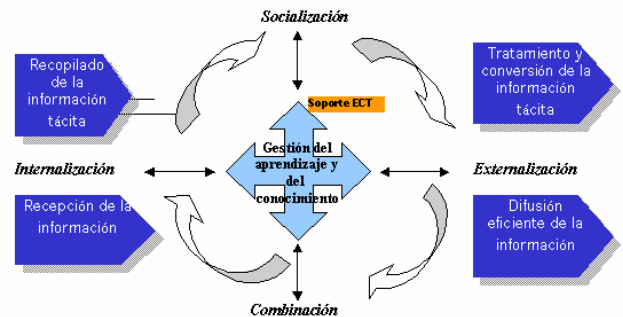 Socialización
Recopilado
de la
información
tácita
Tratamiento y
conversión de la
información
tácita
Soporte ECT
Gestión del
aprendizaje y
del
conocimiento
Internalización
Externalización
Recepción de la
información
Difusión
eficiente de la
información
Combinación